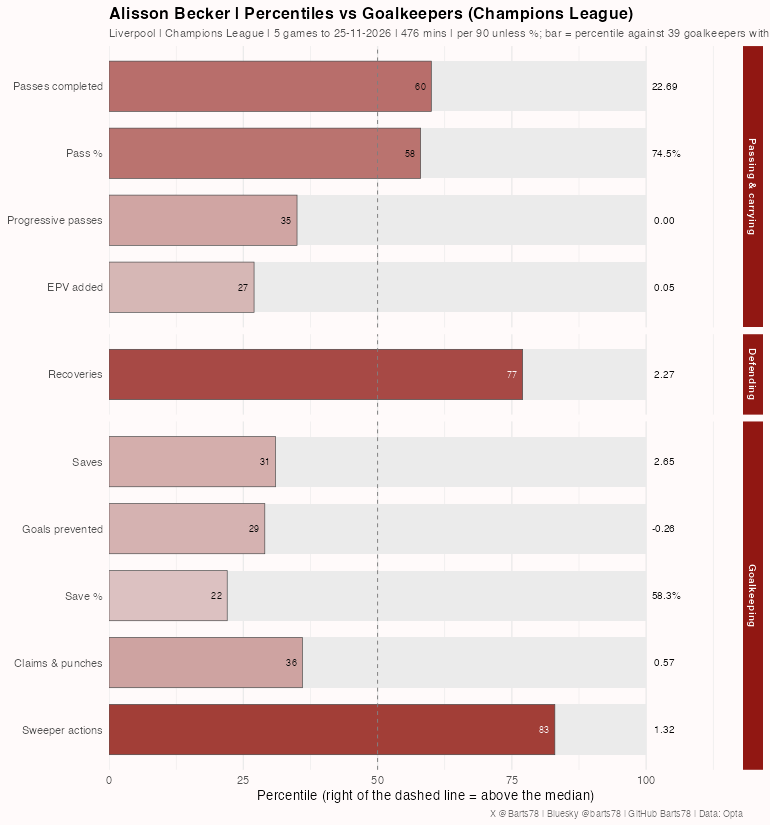 Alisson Becker | Percentiles vs Goalkeepers (Champions League)
Liverpool | Champions League | 5 games to 25-11-2026 | 476 mins | per 90 unless %; bar = percentile against 39 goalkeepers with
Passes completed 60 22.69
Pass % 58 74.5%
Progressive passes 35 0.00
EPV added 27 0.05
Passing & carrying
Recoveries 77 2.27
Defending
Saves 31 2.65
Goals prevented 29 -0.26
Save % 22 58.3%
Claims & punches 36 0.57
Sweeper actions 83 1.32
Goalkeeping
0 25 50 75 100
Percentile (right of the dashed line = above the median)
X @Barts78 | Bluesky @barts78 | GitHub Barts78 | Data: Opta